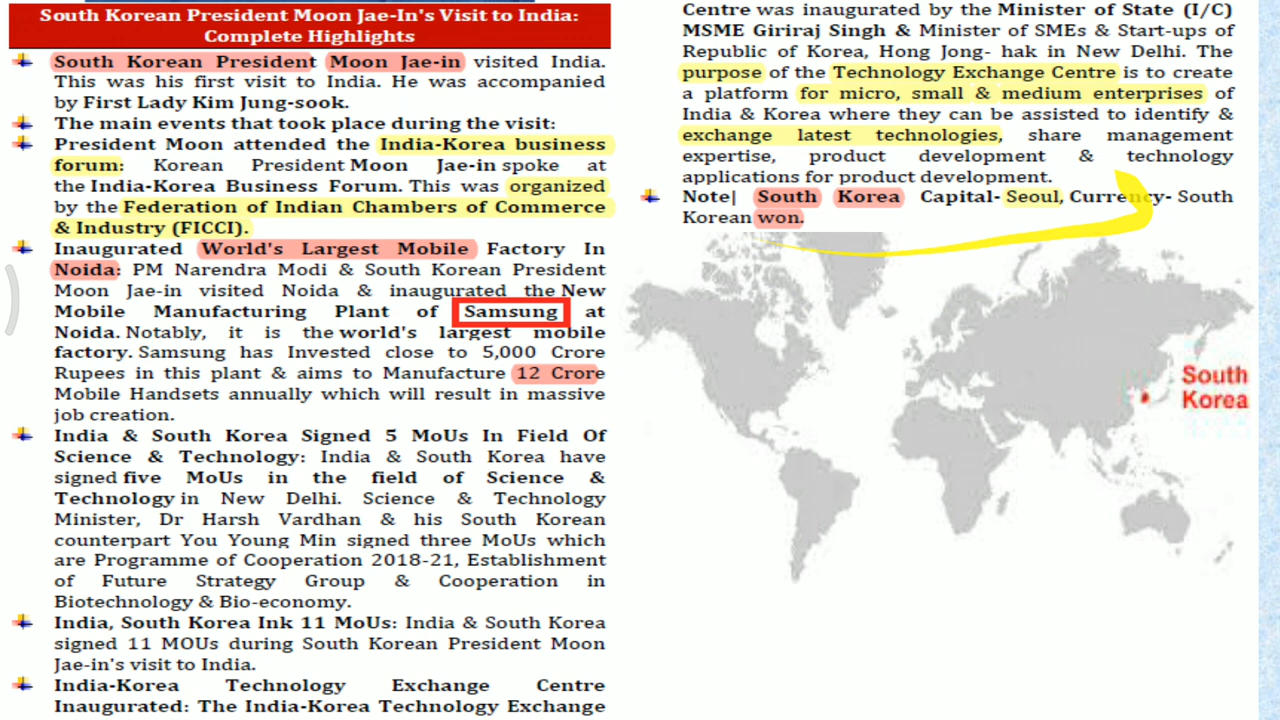 South Korean President Moon Jae-In's Visit to India:
Complete Highlights
South Korean President Moon Jae-in visited India.
This was his first visit to India. He was accompanied
by First Lady Kim Jung-sook.
The main events that took place during the visit:
President Moon attended the India-Korea business
forum: Korean President Moon Jae-in spoke at
the India-Korea Business Forum. This was organized
by the Federation of Indian Chambers of Commerce
& Industry (FICCI).
Inaugurated World's Largest Mobile Factory In
Noida: PM Narendra Modi & South Korean President
Moon Jae-in visited Noida & inaugurated the New
Mobile Manufacturing Plant of Samsung at
Noida. Notably, it is the world's largest mobile
factory. Samsung has Invested close to 5,000 Crore
Rupees in this plant & aims to Manufacture 12 Crore
Mobile Handsets annually which will result in massive
job creation.
India & South Korea Signed 5 MoUs In Field Of
Science & Technology: India & South Korea have
signed five MoUs in the field of Science &
Technology in New Delhi. Science & Technology
Minister, Dr Harsh Vardhan & his South Korean
counterpart You Young Min signed three MoUs which
are Programme of Cooperation 2018-21, Establishment
of Future Strategy Group & Cooperation in
Biotechnology & Bio-economy.
India, South Korea Ink 11 MoUs: India & South Korea
signed 11 MOUs during South Korean President Moon
Jae-in's visit to India.
India-Korea Technology Exchange Centre
Inaugurated: The India-Korea Technology Exchange
Centre was inaugurated by the Minister of State (I/C)
MSME Giriraj Singh & Minister of SMEs & Start-ups of
Republic of Korea, Hong Jong- hak in New Delhi. The
purpose of the Technology Exchange Centre is to create
a platform for micro, small & medium enterprises of
India & Korea where they can be assisted to identify &
exchange latest technologies, share management
expertise, product development & technology
applications for product development.
Note| South Korea Capital- Seoul, Currency- South
Korean won.
South
Korea